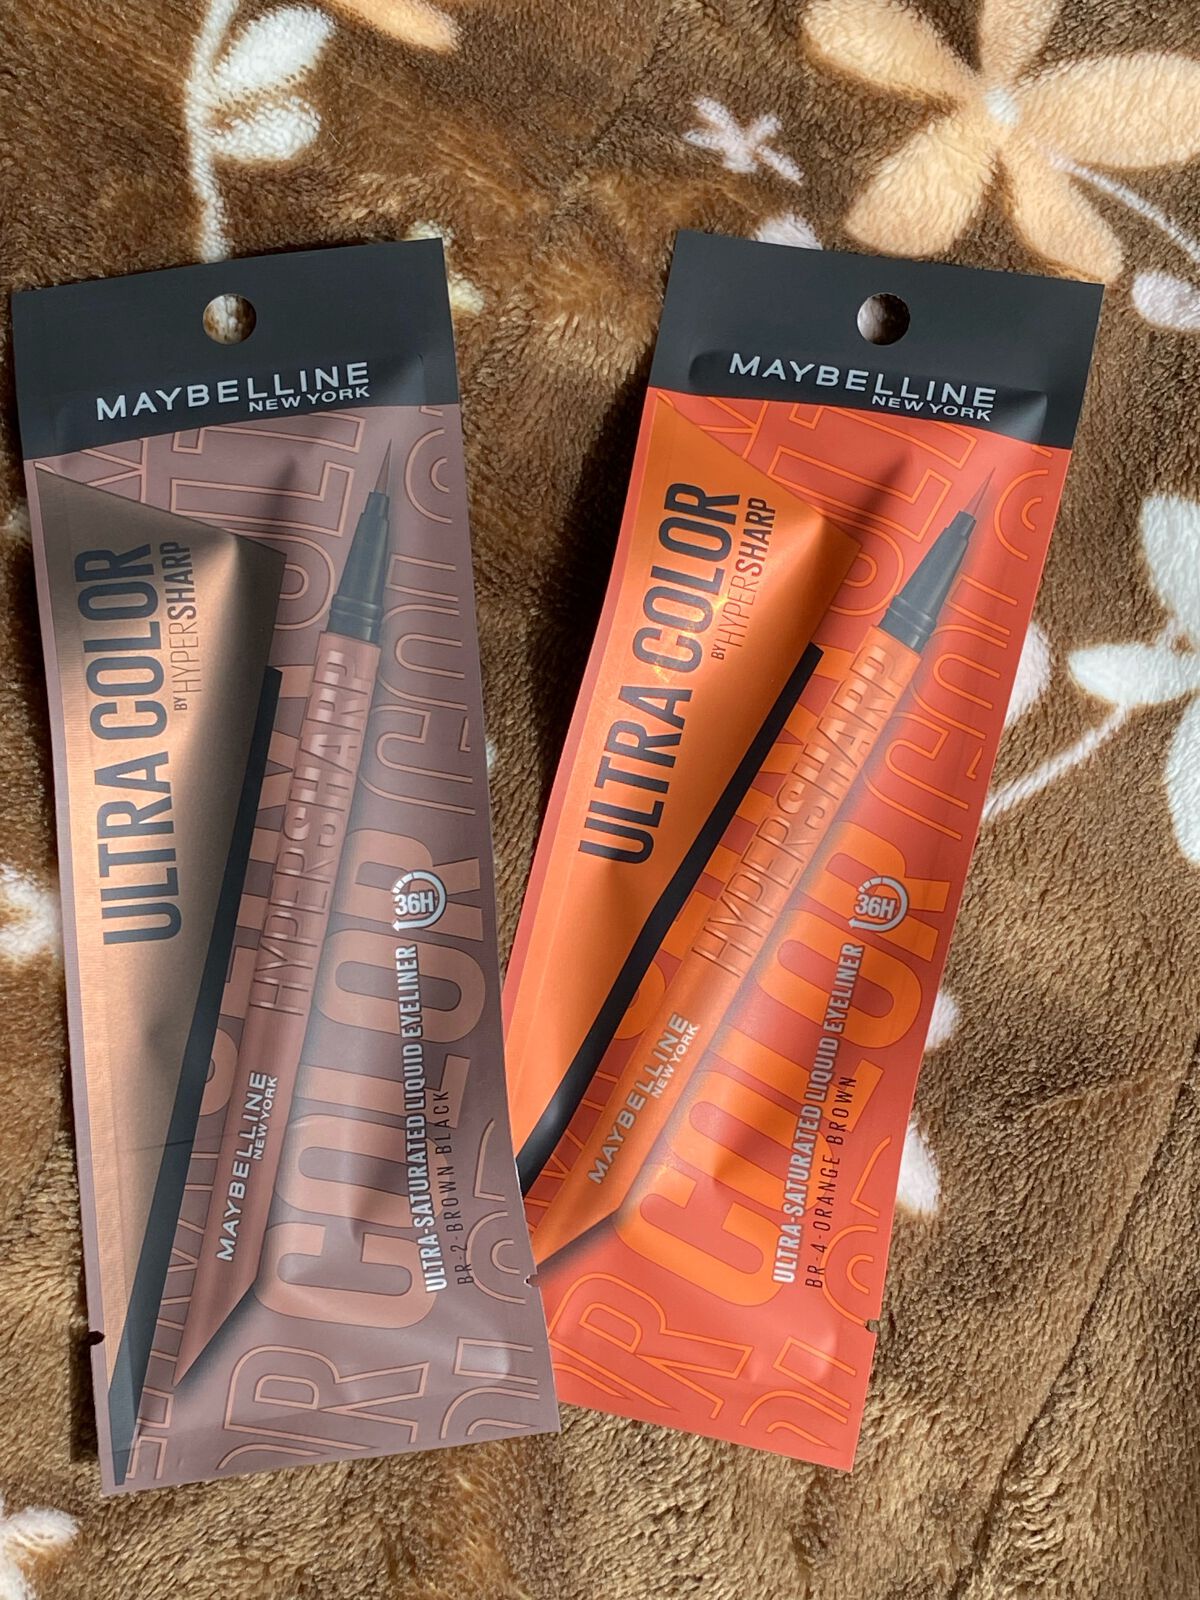 MAYBELLINE
NEW YORK
ULTRA COLOR
BY HYPERSHARP
HYPERSHARP
MAYBELLINE
NEW YORK
COLOR
36H
ULTRA-SATURATED LIQUID EYELINER
BR-2-BROWN BLACK
MAYBELLINE
NEW YORK
ULTRA COLOR
BY HYPERSHARP
HYPERSHARP
MAYBELLINE
NEW YORK
COLOR
36H
ULTRA-SATURATED LIQUID EYELINER
BR-4-ORANGE BROWN